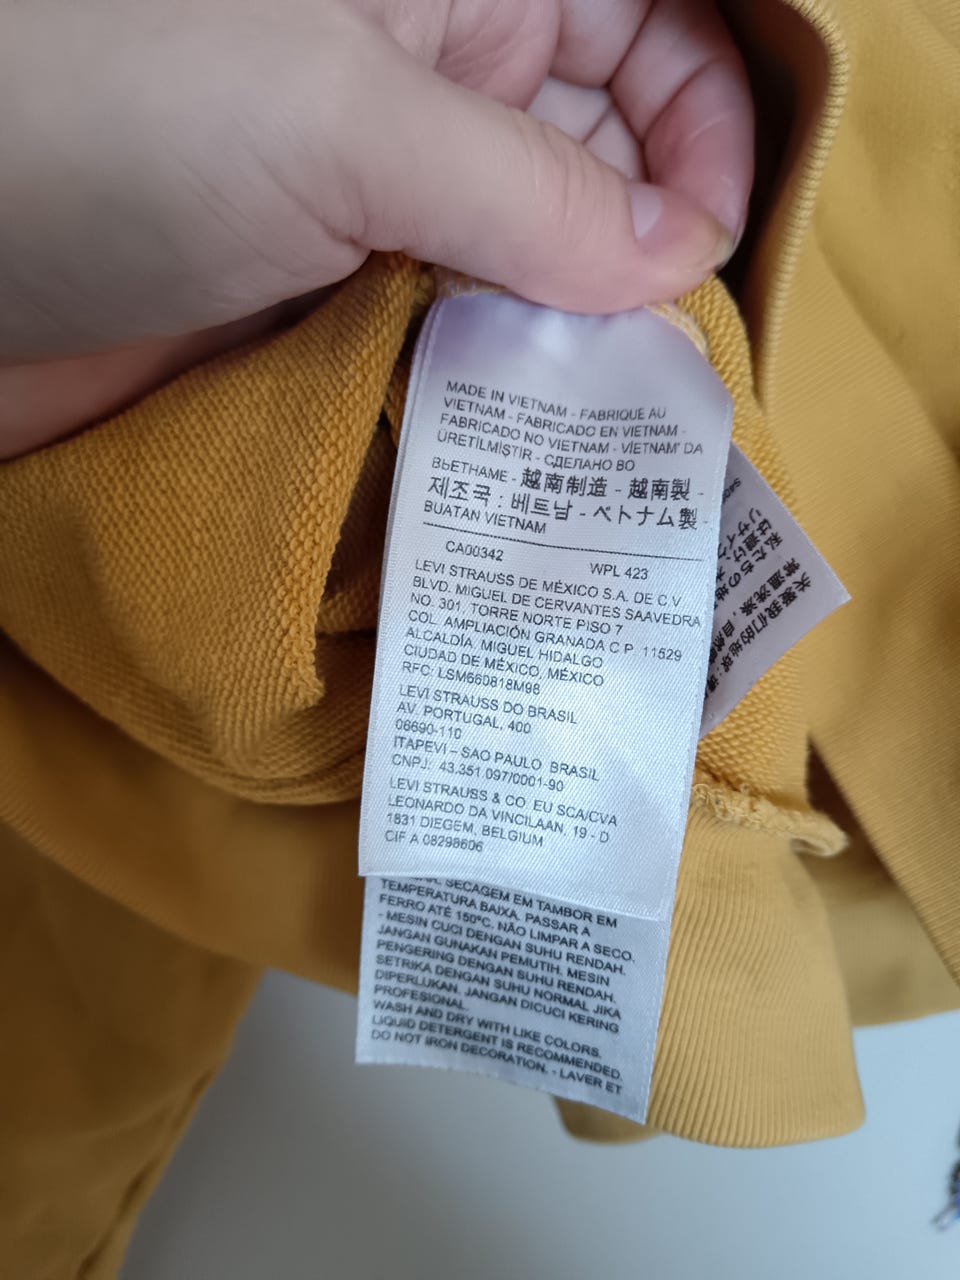 MADE IN VIETNAM - FABRIQUE AU
VIETNAM - FABRICADO EN VIETNAM -
FABRICADO NO VIETNAM - VİETNAM' DA
ÜRETİLMİŞTİR - СДЕЛАНО ВО
ВЬЕТНАМЕ - 越南制造 - 越南製 -
제조국 : 베트남 - ベトナム製 -
BUATAN VIETNAM
CA00342 WPL 423
LEVI STRAUSS DE MÉXICO S.A. DE C.V
BLVD. MIGUEL DE CERVANTES SAAVEDRA
NO. 301, TORRE NORTE PISO 7
COL. AMPLIACIÓN GRANADA C P 11529
ALCALDÍA. MIGUEL HIDALGO
CIUDAD DE MÉXICO, MÉXICO
RFC: LSM660818M98
LEVI STRAUSS DO BRASIL
AV. PORTUGAL, 400
06690-110
ITAPEVI – SAO PAULO BRASIL
CNPJ: 43.351 097/0001-90
LEVI STRAUSS & CO. EU SCA/CVA
LEONARDO DA VINCILAAN, 19 - D
1831 DIEGEM, BELGIUM
CIF A 08298606
SECAGEM EM TAMBOR EM
TEMPERATURA BAIXA. PASSAR A
FERRO ATÉ 150ºC. NÃO LIMPAR A SECO.
- MESIN CUCI DENGAN SUHU RENDAH.
JANGAN GUNAKAN PEMUTIH. MESIN
PENGERING DENGAN SUHU RENDAH.
SETRIKA DENGAN SUHU NORMAL JIKA
DIPERLUKAN. JANGAN DICUCI KERING
PROFESIONAL.
WASH AND DRY WITH LIKE COLORS.
LIQUID DETERGENT IS RECOMMENDED.
DO NOT IRON DECORATION. - LAVER ET